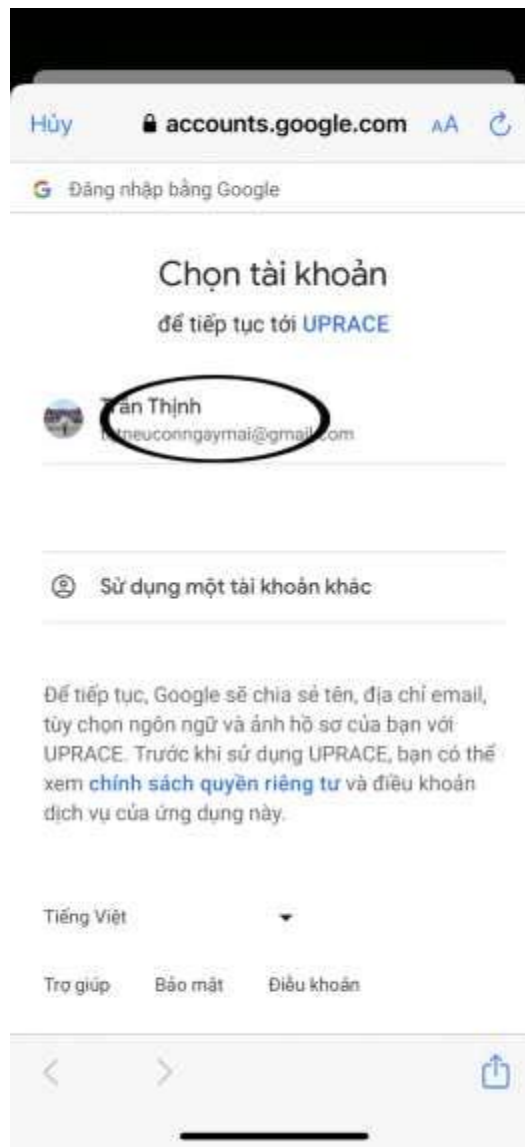 Hủy accounts.google.com AA
G Đăng nhập bằng Google
Chọn tài khoản
để tiếp tục tới UPRACE
Trần Thịnh
Sử dụng một tài khoản khác
Để tiếp tục, Google sẽ chia sẻ tên, địa chỉ email,
tùy chọn ngôn ngữ và ảnh hồ sơ của bạn với
UPRACE. Trước khi sử dụng UPRACE, bạn có thể
xem chính sách quyền riêng tư và điều khoản
dịch vụ của ứng dụng này.
Tiếng Việt
Trợ giúp Bảo mật Điều khoản